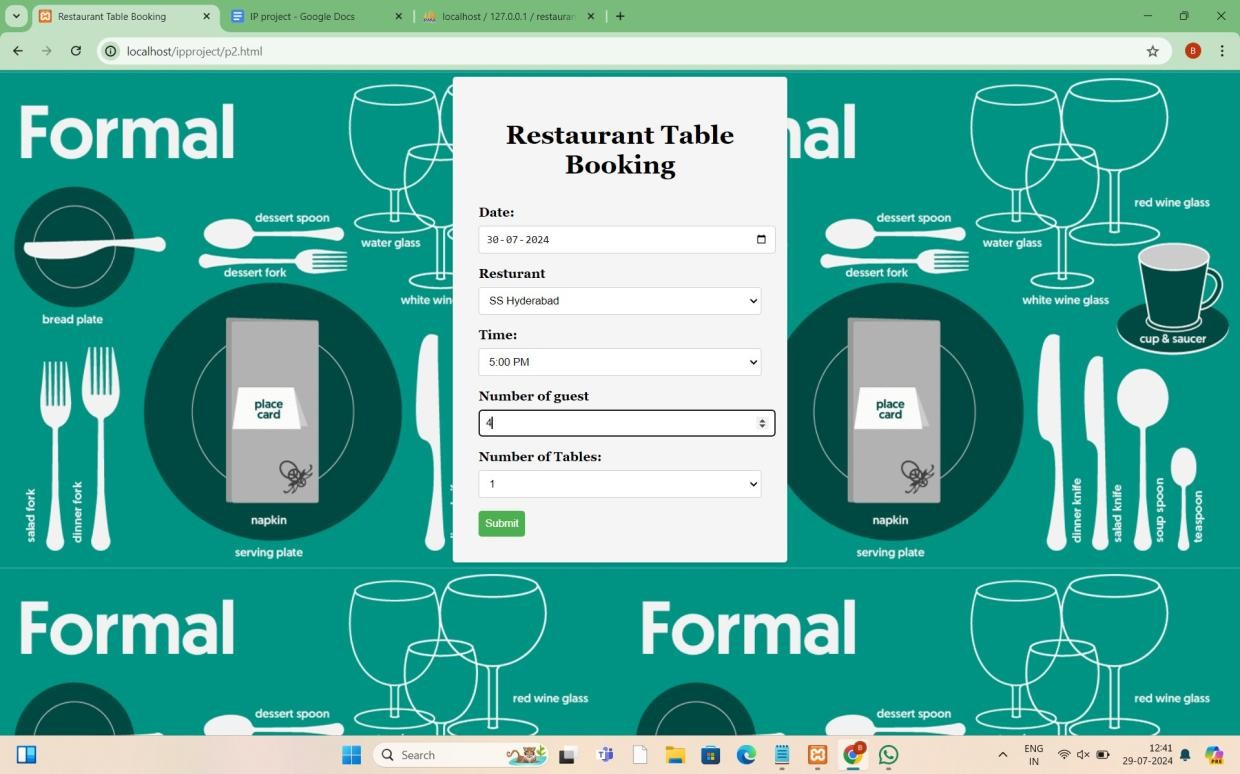 Restaurant Table Booking
IP project - Google Docs
localhost / 127.0.0.1 / restauran
localhost/ipproject/p2.html
B
Formal
dessert spoon
water glass
dessert fork
white win
bread plate
place
card
napkin
serving plate
salad fork
dinner fork
Restaurant Table
Booking
Date:
30-07-2024
Resturant
SS Hyderabad
Time:
5:00 PM
Number of guest
4
Number of Tables:
1
Submit
nal
red wine glass
dessert spoon
water glass
dessert fork
white wine glass
cup & saucer
place
card
napkin
serving plate
dinner knife
salad knife
soup spoon
teaspoon
Formal
red wine glass
dessert spoon
Formal
red wine glass
dessert spoon
Search
ENG
IN
12:41
29-07-2024